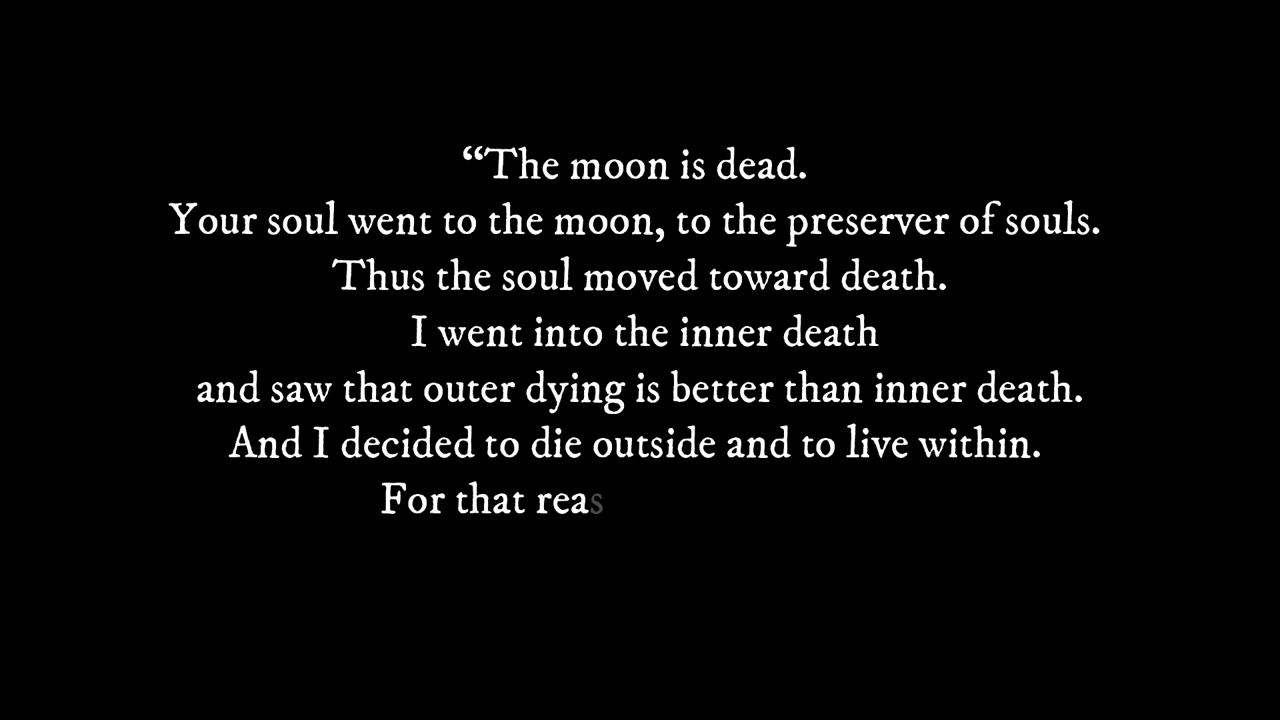 “The moon is dead.
Your soul went to the moon, to the preserver of souls.
Thus the soul moved toward death.
I went into the inner death
and saw that outer dying is better than inner death.
And I decided to die outside and to live within.
For that reas